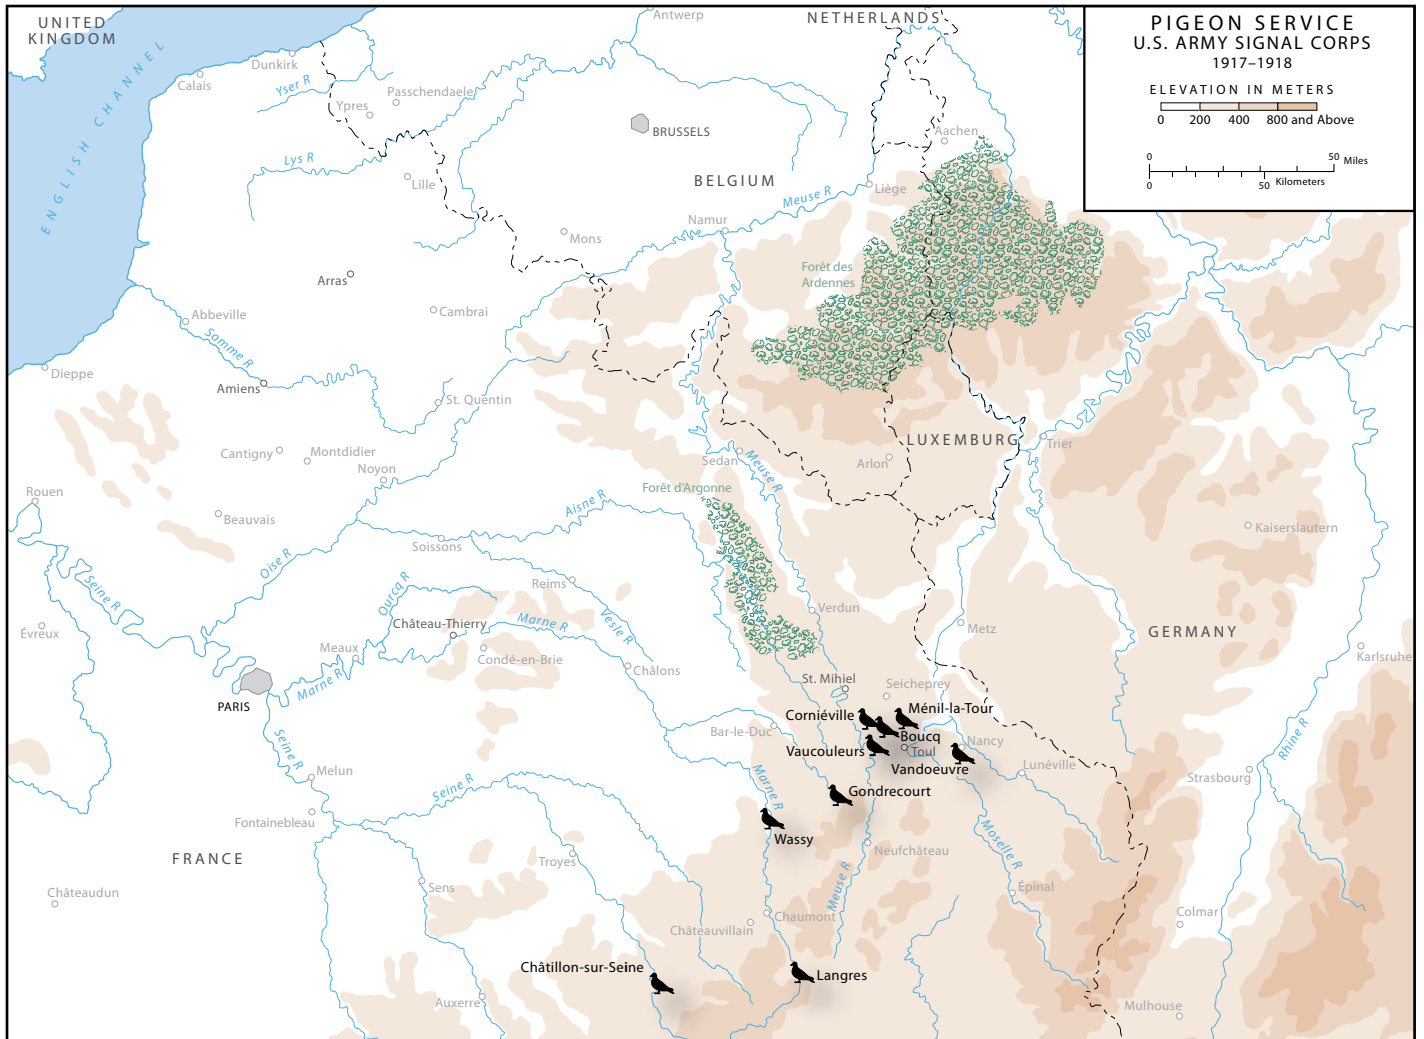 UNITED
KINGDOM
ENGLISH CHANNEL
NETHERLANDS
Antwerp
PIGEON SERVICE
U.S. ARMY SIGNAL CORPS
1917–1918
ELEVATION IN METERS
0 200 400 800 and Above
0 50 Miles
0 50 Kilometers
Dunkirk
Calais
Yser R
Passchendaele
Ypres
BRUSSELS
Aachen
Lys R
Lille
BELGIUM
Meuse R
Liège
Namur
Mons
Arras
Forêt des
Ardennes
Cambrai
Abbeville
Somme R
Dieppe
Amiens
St. Quentin
LUXEMBURG
Trier
Cantigny
Montdidier
Noyon
Sedan
Meuse R
Arlon
Rouen
Forêt d'Argonne
Aisne R
Beauvais
Kaiserslautern
Soissons
Oise R
Seine R
Ourcq R
Reims
Vesle R
Verdun
Évreux
Château-Thierry
Marne R
Metz
GERMANY
Meaux
Condé-en-Brie
Châlons
Karlsruhe
Marne R
PARIS
St. Mihiel
Seicheprey
Corniéville
Ménil-la-Tour
Bar-le-Duc
Boucq
Vaucouleurs
Toul
Nancy
Vandoeuvre
Lunéville
Rhine R
Strasbourg
Seine R
Melun
Seine R
Marne R
Gondrecourt
Fontainebleau
Wassy
Moselle R
Neufchâteau
FRANCE
Troyes
Châteaudun
Sens
Meuse R
Épinal
Chaumont
Colmar
Châteauvillain
Châtillon-sur-Seine
Langres
Auxerre
Mulhouse